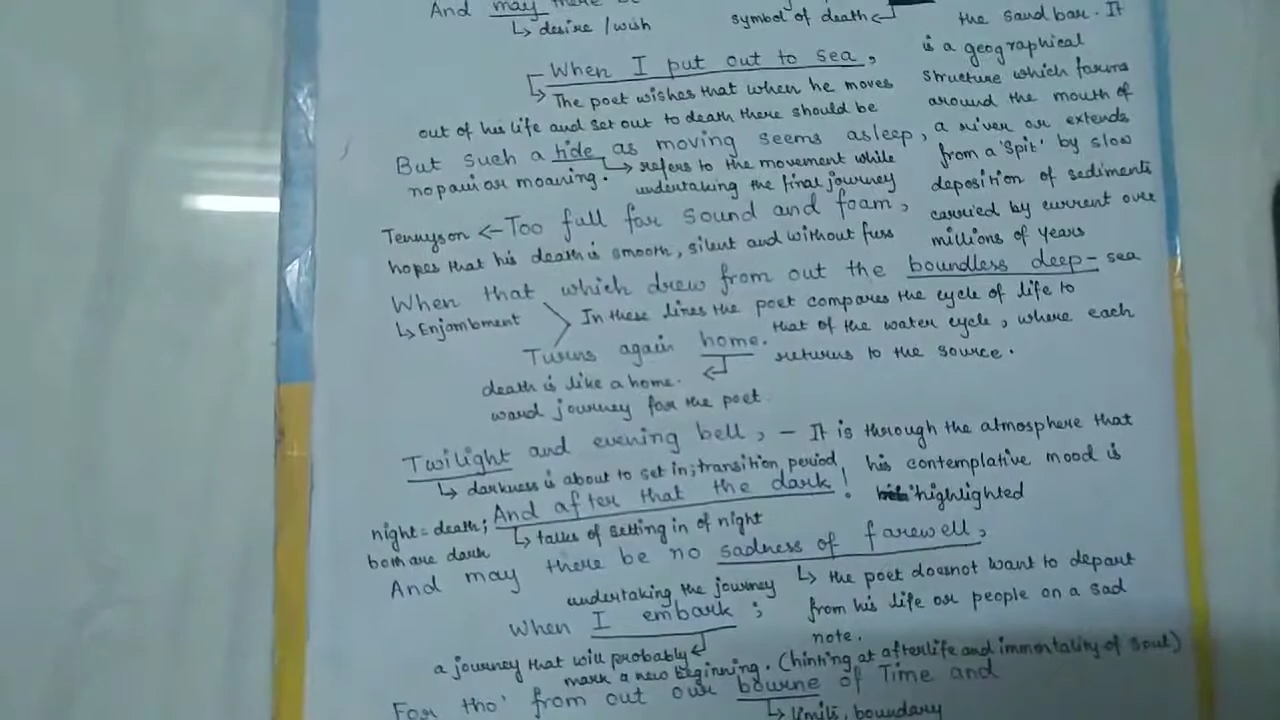 And may there be
↳ desire / wish
symbol of death ↵
the sand bar. It
is a geographical
structure which forms
around the mouth of
a river or extends
from a 'spit' by slow
deposition of sediments
carried by current over
millions of years
When I put out to sea,
↳ The poet wishes that when he moves
out of his life and set out to death there should be
no pain or moaning.
But such a tide as moving seems asleep,
↳ refers to the movement while
undertaking the final journey
Too full for sound and foam,
Tennyson ←
hopes that his death is smooth, silent and without fuss
When that which drew from out the boundless deep - sea
↳ Enjambment
In these lines the poet compares the cycle of life to
that of the water cycle, where each
returns to the source.
Turns again home.
death is like a home.
ward journey for the poet.
Twilight and evening bell, - It is through the atmosphere that
his contemplative mood is
highlighted
↳ darkness is about to set in; transition period
And after that the dark!
night = death;
both are dark
↳ talks of setting in of night
And may there be no sadness of farewell,
↳ the poet doesnot want to depart
from his life or people on a sad
note.
undertaking the journey
When I embark;
a journey that will probably ↵
mark a new beginning. (hinting at afterlife and immortality of soul)
For tho' from out our bourne of Time and
↳ limits, boundary